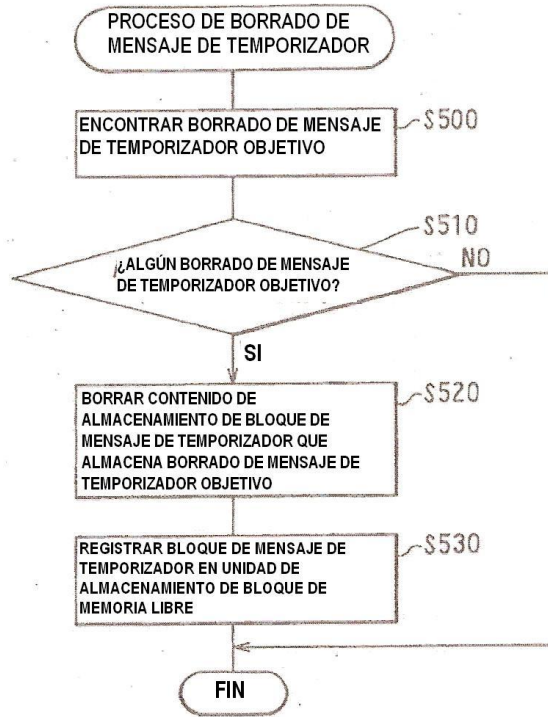 PROCESO DE BORRADO DE
MENSAJE DE TEMPORIZADOR
ENCONTRAR BORRADO DE MENSAJE
DE TEMPORIZADOR OBJETIVO
S500
S510
¡¿ALGÚN BORRADO DE MENSAJE
DE TEMPORIZADOR OBJETIVO?
NO
SI
BORRAR CONTENIDO DE
ALMACENAMIENTO DE BLOQUE DE
MENSAJE DE TEMPORIZADOR QUE
ALMACENA BORRADO DE MENSAJE DE
TEMPORIZADOR OBJETIVO
S520
REGISTRAR BLOQUE DE MENSAJE DE
TEMPORIZADOR EN UNIDAD DE
ALMACENAMIENTO DE BLOQUE DE
MEMORIA LIBRE
S530
FIN